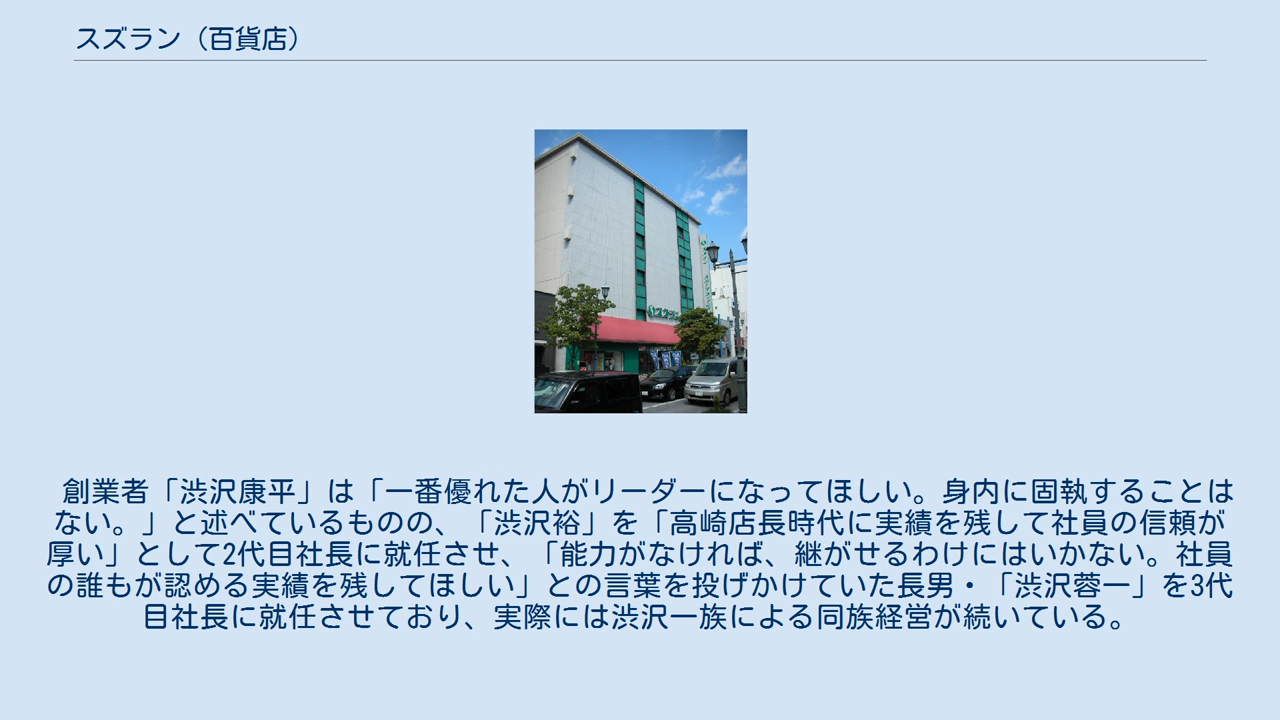 スズラン（百貨店）
スズラン
創業者「渋沢康平」は「一番優れた人がリーダーになってほしい。身内に固執することは
ない。」と述べているものの、「渋沢裕」を「高崎店長時代に実績を残して社員の信頼が
厚い」として2代目社長に就任させ、「能力がなければ、継がせるわけにはいかない。社員
の誰もが認める実績を残してほしい」との言葉を投げかけていた長男・「渋沢蓉一」を3代
目社長に就任させており、実際には渋沢一族による同族経営が続いている。